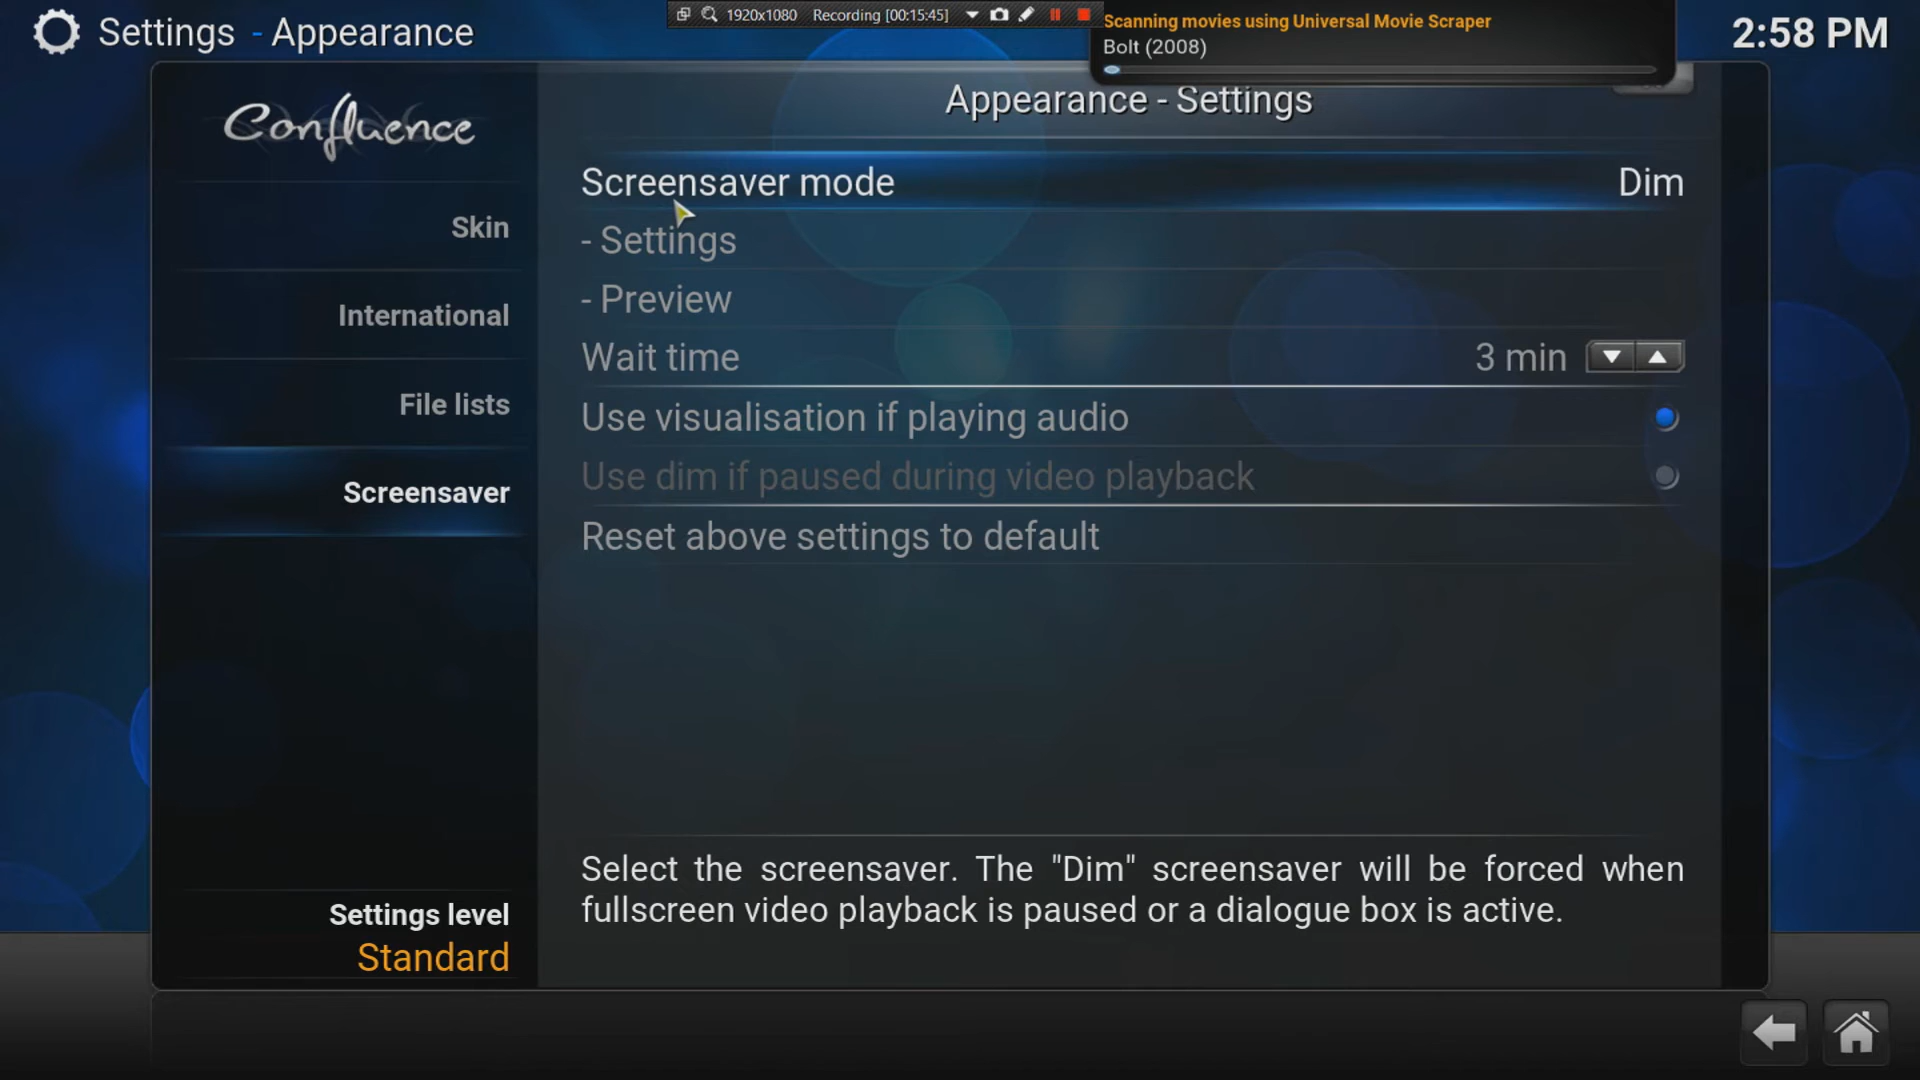 Settings - Appearance
1920x1080 Recording [00:15:45]
Scanning movies using Universal Movie Scraper
Bolt (2008)
2:58 PM
Confluence
Skin
International
File lists
Screensaver
Settings level
Standard
Appearance - Settings
Screensaver mode Dim
- Settings
- Preview
Wait time 3 min
Use visualisation if playing audio
Use dim if paused during video playback
Reset above settings to default
Select the screensaver. The "Dim" screensaver will be forced when
fullscreen video playback is paused or a dialogue box is active.